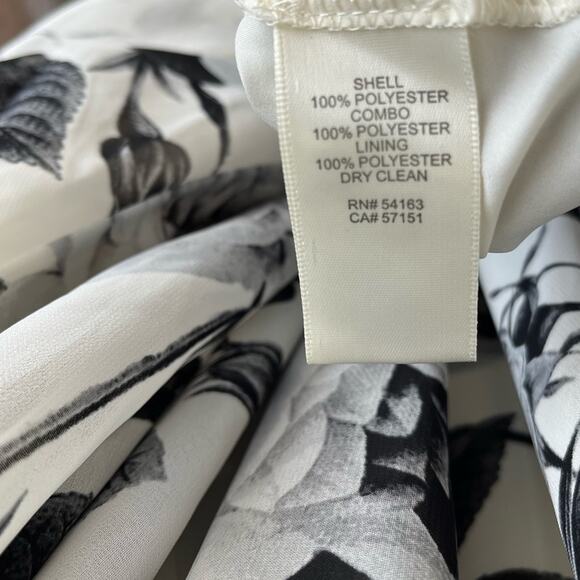 SHELL
100% POLYESTER
COMBO
100% POLYESTER
LINING
100% POLYESTER
DRY CLEAN
RN# 54163
CA# 57151